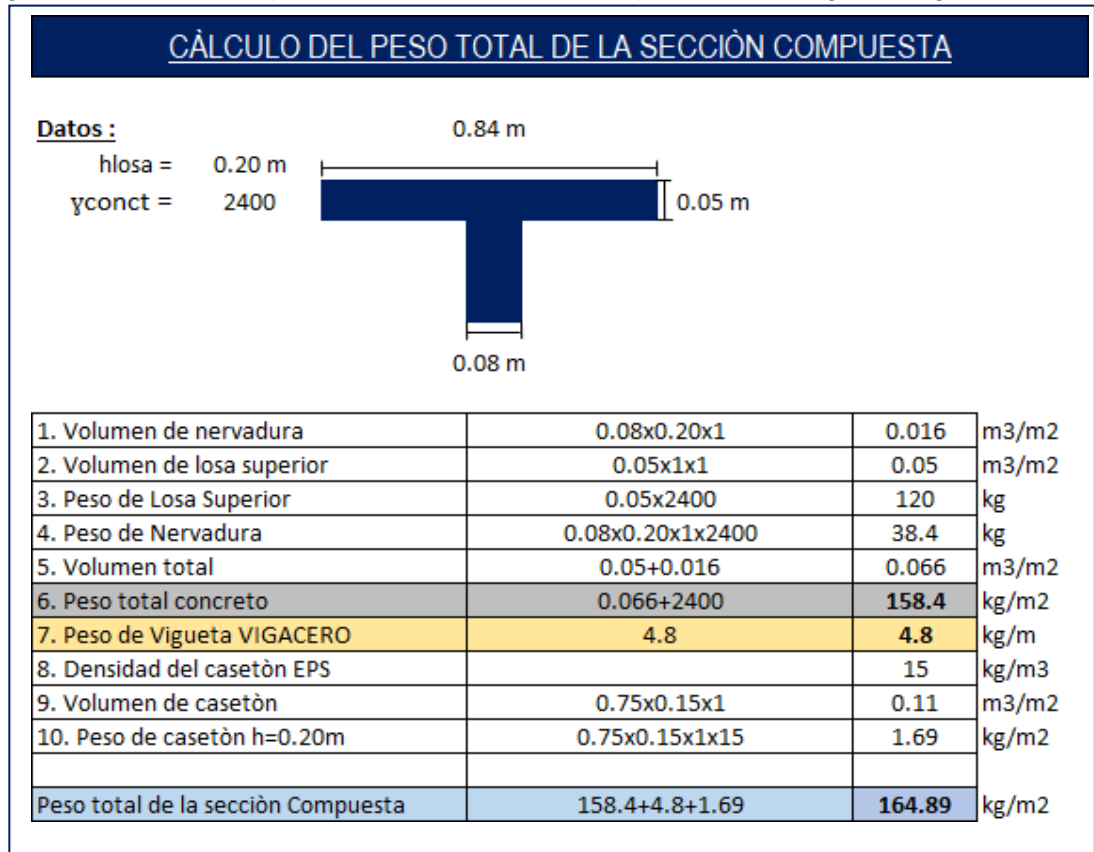 CÀLCULO DEL PESO TOTAL DE LA SECCIÒN COMPUESTA
Datos :
0.84 m
hlosa = 0.20 m
γconct = 2400
0.05 m
0.08 m
1. Volumen de nervadura 0.08x0.20x1 0.016 m3/m2
2. Volumen de losa superior 0.05x1x1 0.05 m3/m2
3. Peso de Losa Superior 0.05x2400 120 kg
4. Peso de Nervadura 0.08x0.20x1x2400 38.4 kg
5. Volumen total 0.05+0.016 0.066 m3/m2
6. Peso total concreto 0.066+2400 158.4 kg/m2
7. Peso de Vigueta VIGACERO 4.8 4.8 kg/m
8. Densidad del casetòn EPS 15 kg/m3
9. Volumen de casetòn 0.75x0.15x1 0.11 m3/m2
10. Peso de casetòn h=0.20m 0.75x0.15x1x15 1.69 kg/m2
Peso total de la secciòn Compuesta 158.4+4.8+1.69 164.89 kg/m2